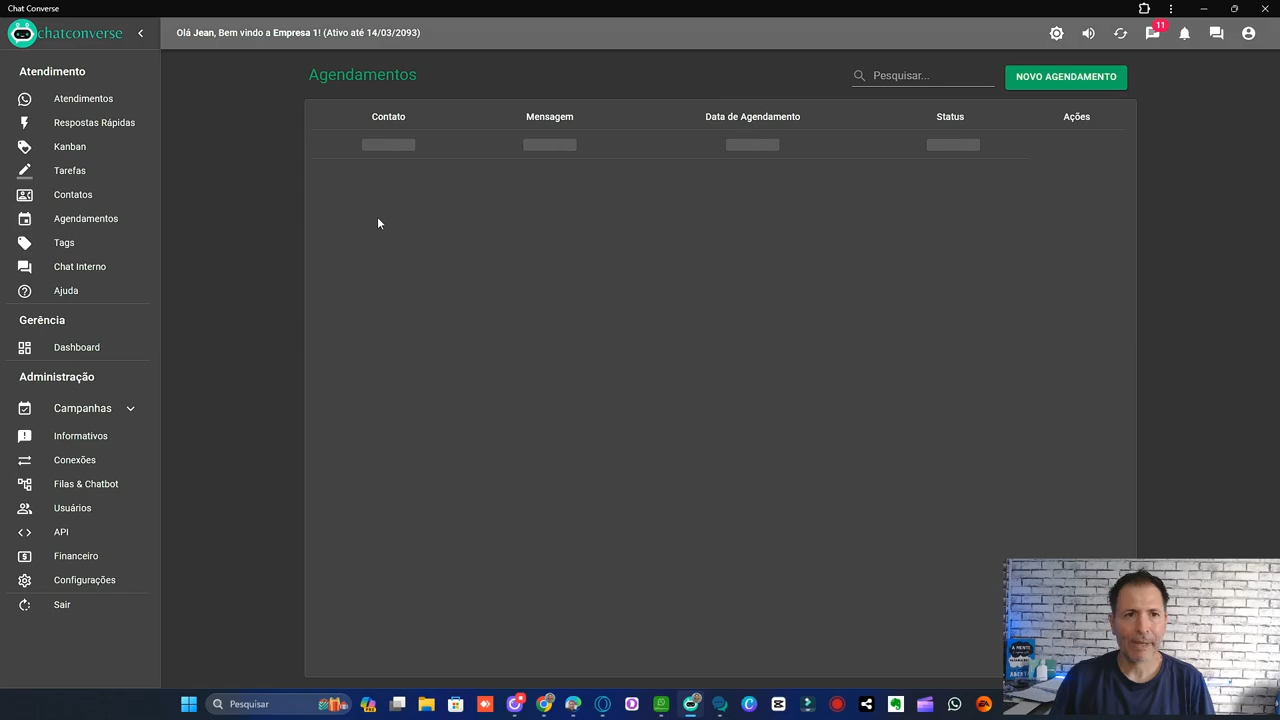 Chat Converse
chatconverse
Olá Jean, Bem vindo a Empresa 1! (Ativo até 14/03/2093)
11
Atendimento
Atendimentos
Respostas Rápidas
Kanban
Tarefas
Contatos
Agendamentos
Tags
Chat Interno
Ajuda
Gerência
Dashboard
Administração
Campanhas
Informativos
Conexões
Filas & Chatbot
Usuários
API
Financeiro
Configurações
Sair
Agendamentos
Pesquisar...
NOVO AGENDAMENTO
Contato Mensagem Data de Agendamento Status Ações
A MENTE
ABERTO
Pesquisar